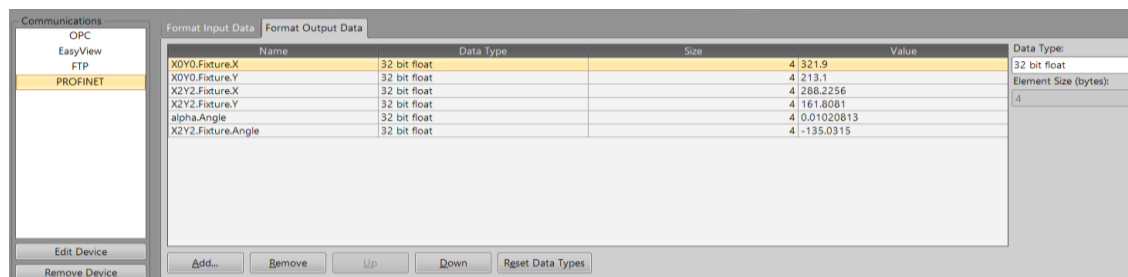 Communications
OPC
EasyView
FTP
PROFINET
Edit Device
Remove Device
Format Input Data Format Output Data
Name Data Type Size Value
X0Y0.Fixture.X 32 bit float 4 321.9
X0Y0.Fixture.Y 32 bit float 4 213.1
X2Y2.Fixture.X 32 bit float 4 288.2256
X2Y2.Fixture.Y 32 bit float 4 161.8081
alpha.Angle 32 bit float 4 0.01020813
X2Y2.Fixture.Angle 32 bit float 4 -135.0315
Add... Remove Up Down Reset Data Types
Data Type:
32 bit float
Element Size (bytes):
4